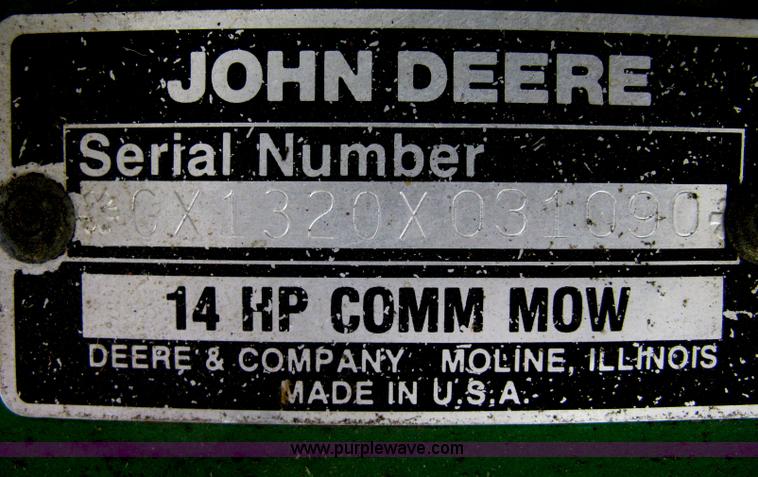 JOHN DEERE
Serial Number
*GX1320X031090*
14 HP COMM MOW
DEERE & COMPANY MOLINE, ILLINOIS
MADE IN U.S.A.
www.purplewave.com